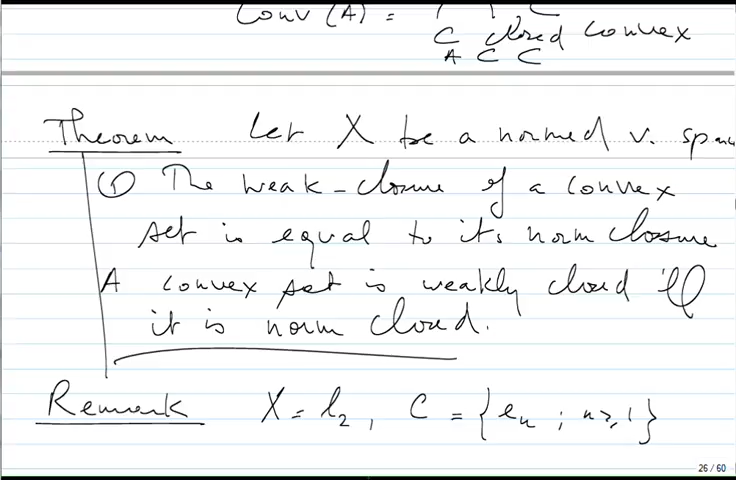 Conv (A) =
C closed convex
A ⊂ C
Theorem Let X be a normed v. space
① The weak-closure of a convex
set is equal to its norm closure
A convex set is weakly closed iff
it is norm closed.
Remark X = l₂, C = {eₙ ; n ≥ 1}
26 / 60